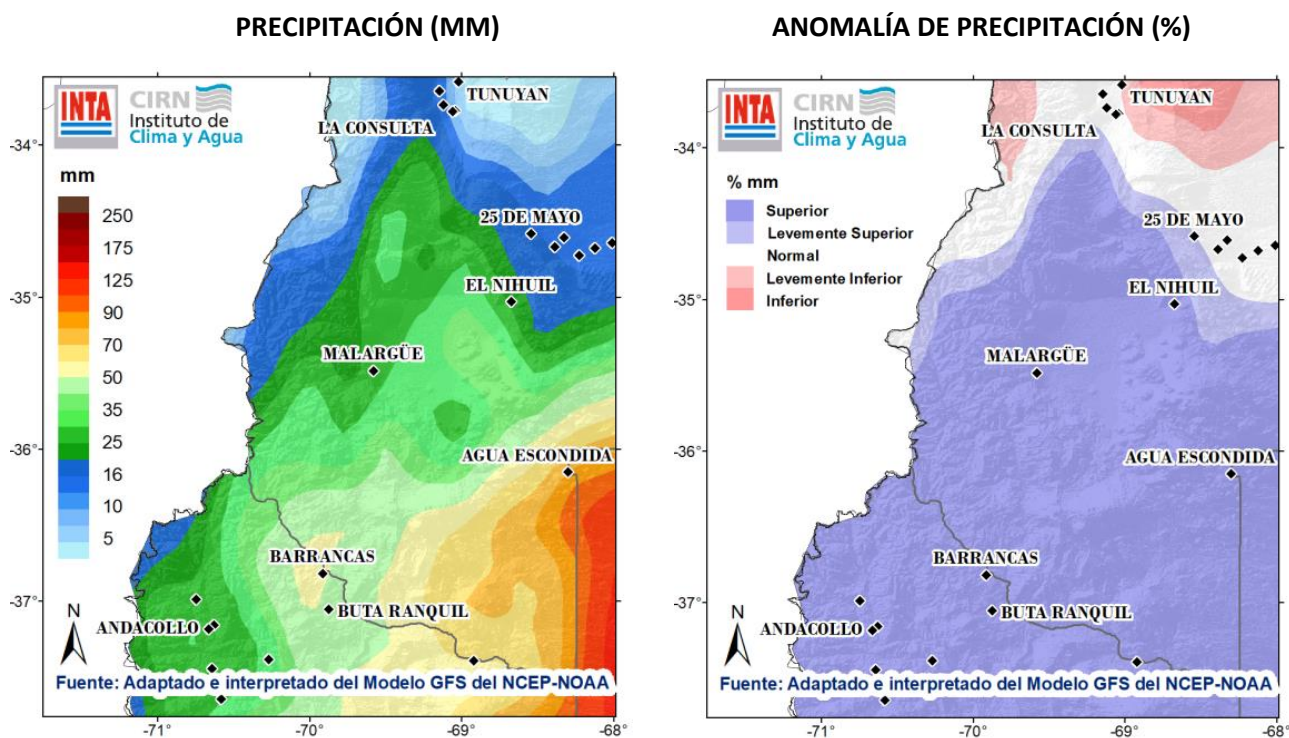 PRECIPITACIÓN (MM)
INTA
CIRN
Instituto de
Clima y Agua
TUNUYAN
LA CONSULTA
-34°
mm
250
175
125
90
70
50
35
25
16
10
5
25 DE MAYO
-35°
EL NIHUIL
MALARGÜE
-36°
AGUA ESCONDIDA
BARRANCAS
-37°
BUTA RANQUIL
N
ANDACOLLO
Fuente: Adaptado e interpretado del Modelo GFS del NCEP-NOAA
-71° -70° -69° -68°
ANOMALÍA DE PRECIPITACIÓN (%)
INTA
CIRN
Instituto de
Clima y Agua
TUNUYAN
LA CONSULTA
-34°
% mm
Superior
Levemente Superior
Normal
Levemente Inferior
Inferior
25 DE MAYO
-35°
EL NIHUIL
MALARGÜE
-36°
AGUA ESCONDIDA
BARRANCAS
-37°
BUTA RANQUIL
N
ANDACOLLO
Fuente: Adaptado e interpretado del Modelo GFS del NCEP-NOAA
-71° -70° -69° -68°